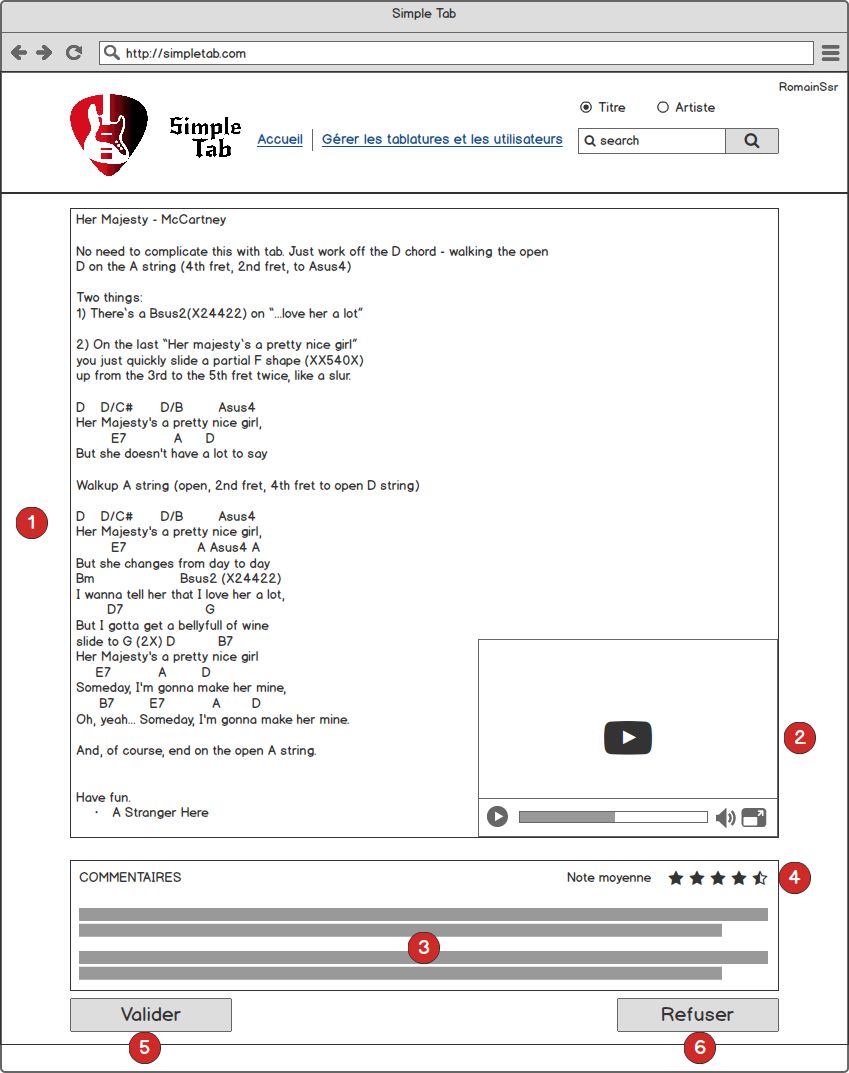 Simple Tab
http://simpletab.com
RomainSsr
Titre Artiste
Simple
Tab
Accueil Gérer les tablatures et les utilisateurs
search
Her Majesty - McCartney
No need to complicate this with tab. Just work off the D chord - walking the open
D on the A string (4th fret, 2nd fret, to Asus4)
Two things:
1) There`s a Bsus2(X24422) on "...love her a lot"
2) On the last "Her majesty`s a pretty nice girl"
you just quickly slide a partial F shape (XX540X)
up from the 3rd to the 5th fret twice, like a slur.
D D/C# D/B Asus4
Her Majesty's a pretty nice girl,
E7 A D
But she doesn't have a lot to say
Walkup A string (open, 2nd fret, 4th fret to open D string)
1
D D/C# D/B Asus4
Her Majesty's a pretty nice girl,
E7 A Asus4 A
But she changes from day to day
Bm Bsus2 (X24422)
I wanna tell her that I love her a lot,
D7 G
But I gotta get a bellyfull of wine
slide to G (2X) D B7
Her Majesty's a pretty nice girl
E7 A D
Someday, I'm gonna make her mine,
B7 E7 A D
Oh, yeah... Someday, I'm gonna make her mine.
2
And, of course, end on the open A string.
Have fun.
· A Stranger Here
COMMENTAIRES Note moyenne 4
3
Valider Refuser
5 6